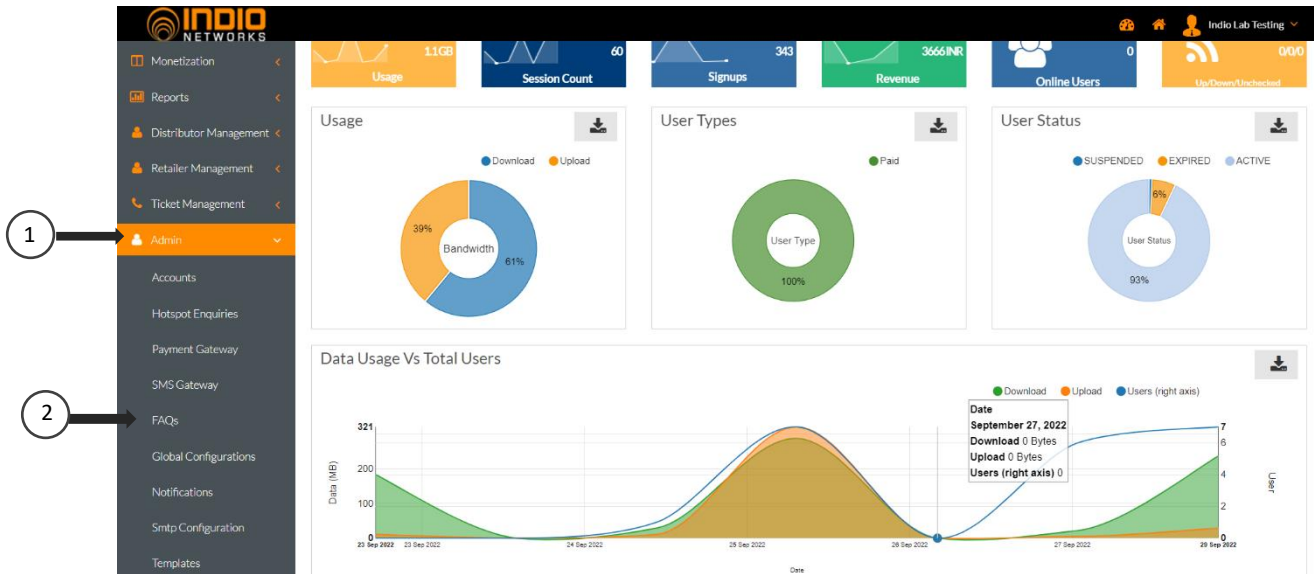 INDIO
NETWORKS
Indio Lab Testing
Monetization
Reports
Distributor Management
Retailer Management
Ticket Management
1
Admin
Accounts
Hotspot Enquiries
Payment Gateway
SMS Gateway
2
FAQs
Global Configurations
Notifications
Smtp Configuration
Templates
1.1GB
Usage
60
Session Count
343
Signups
3666INR
Revenue
0
Online Users
0/0/0
Up/Down/Unchecked
Usage
Download Upload
39%
Bandwidth
61%
User Types
Paid
User Type
100%
User Status
SUSPENDED EXPIRED ACTIVE
6%
User Status
93%
Data Usage Vs Total Users
Download Upload Users (right axis)
Date
September 27, 2022
Download 0 Bytes
Upload 0 Bytes
Users (right axis) 0
321
200
100
0
Data (MB)
7
6
4
2
0
User
23 Sep 2022 23 Sep 2022 24 Sep 2022 25 Sep 2022 26 Sep 2022 27 Sep 2022 29 Sep 2022
Date